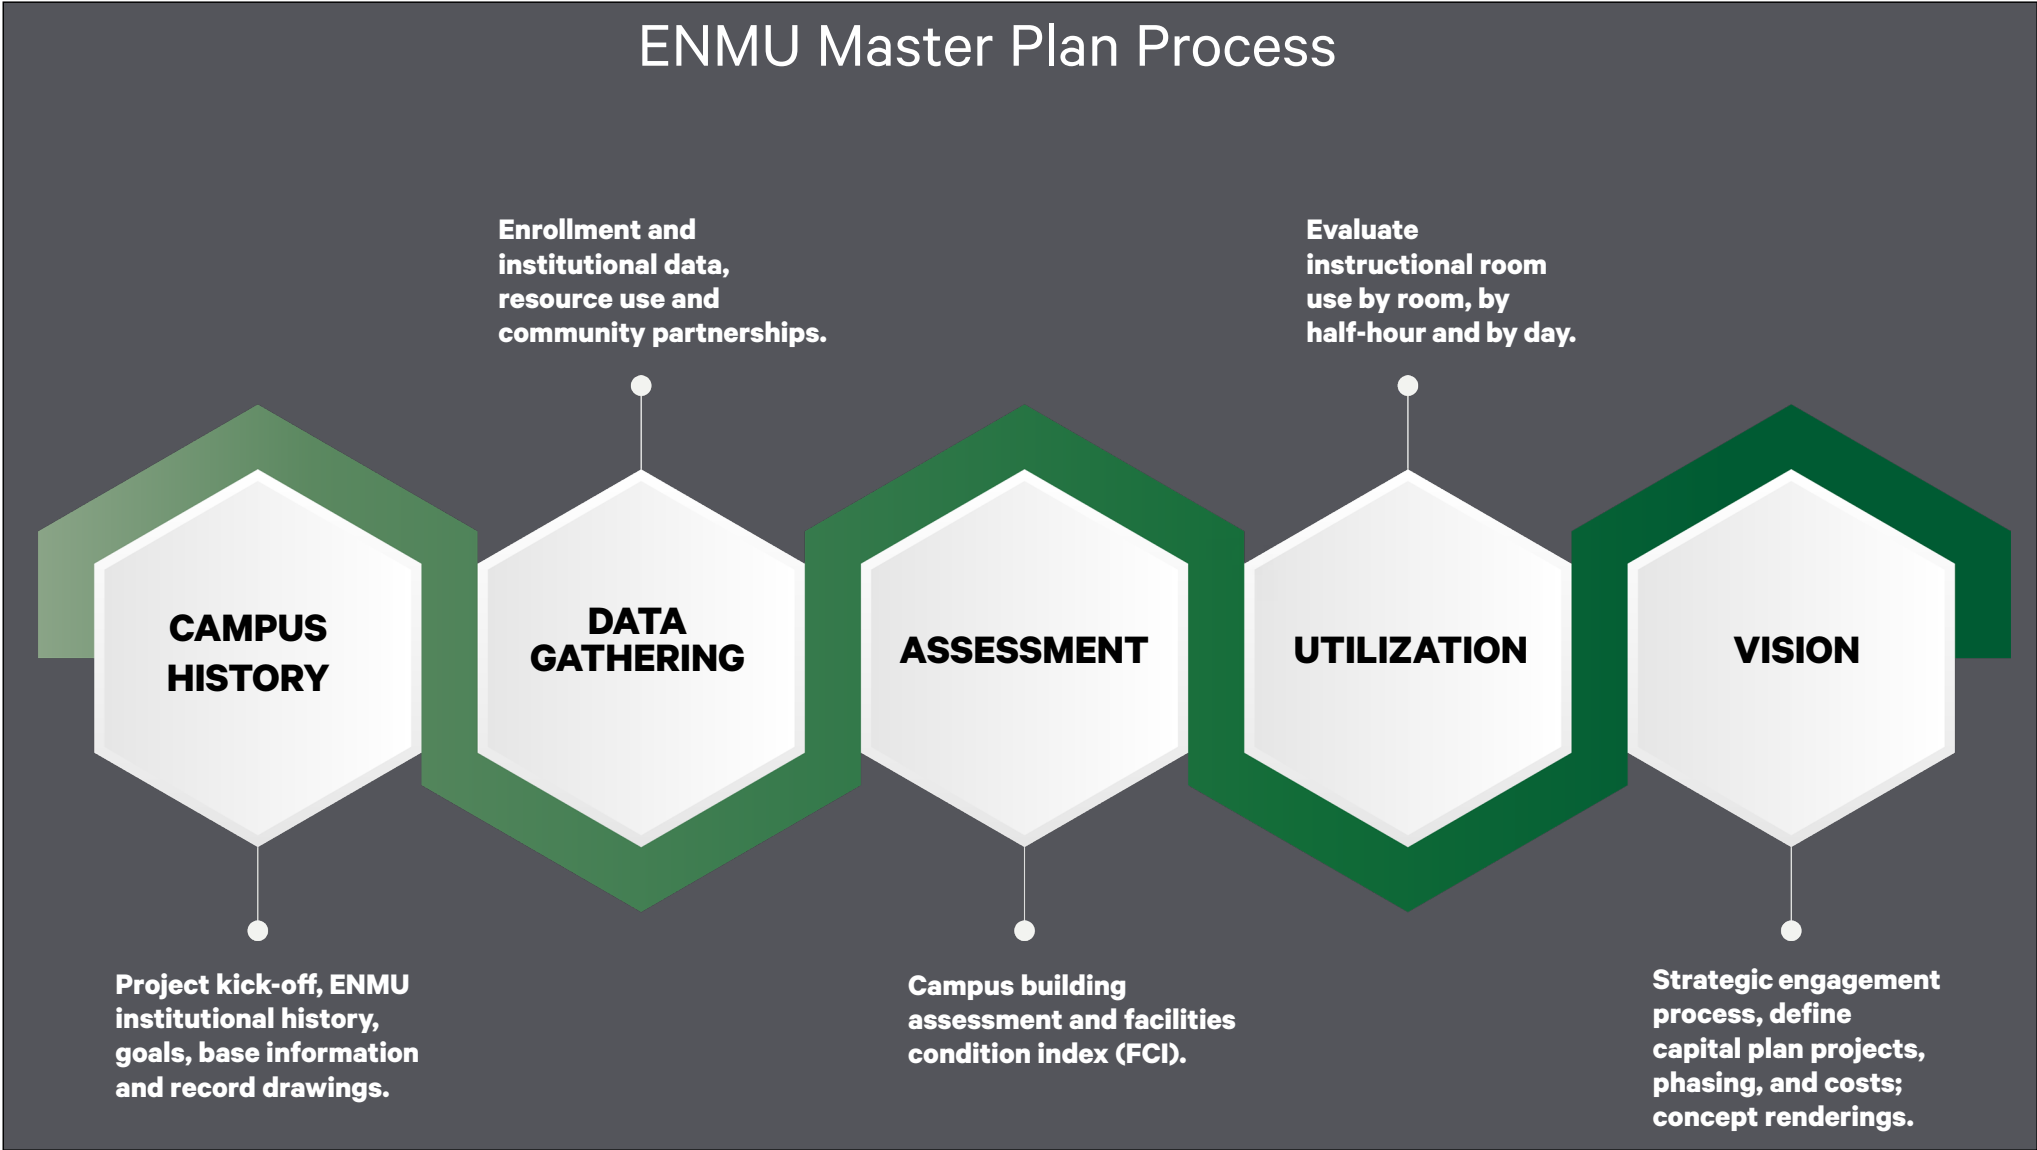 ENMU Master Plan Process
Enrollment and
institutional data,
resource use and
community partnerships.
Evaluate
instructional room
use by room, by
half-hour and by day.
CAMPUS
HISTORY
DATA
GATHERING
ASSESSMENT
UTILIZATION
VISION
Project kick-off, ENMU
institutional history,
goals, base information
and record drawings.
Campus building
assessment and facilities
condition index (FCI).
Strategic engagement
process, define
capital plan projects,
phasing, and costs;
concept renderings.